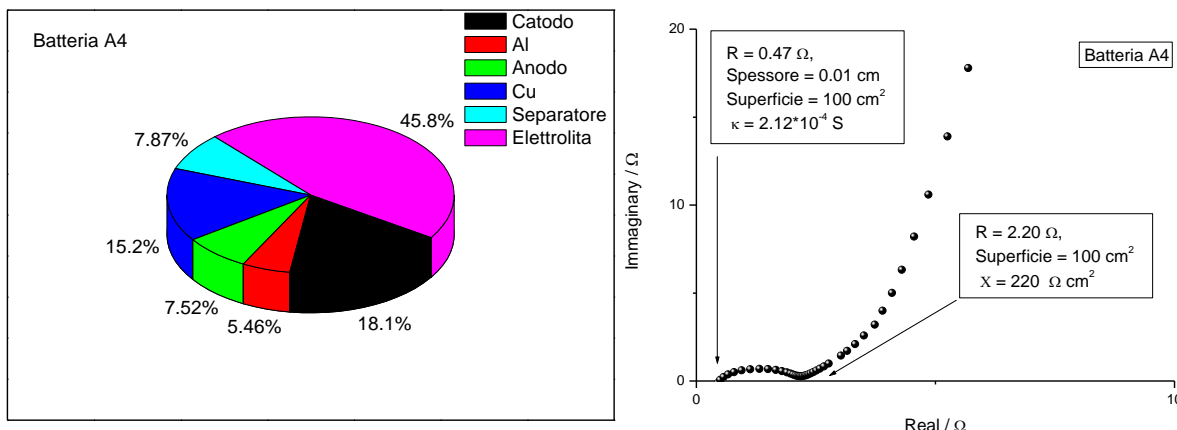 Batteria A4
Catodo
Al
Anodo
Cu
Separatore
Elettrolita
45.8%
7.87%
15.2%
7.52%
5.46%
18.1%
Batteria A4
R = 0.47 Ω,
Spessore = 0.01 cm
Superficie = 100 cm²
κ = 2.12*10⁻⁴ S
R = 2.20 Ω,
Superficie = 100 cm²
X = 220 Ω cm²
20
10
0
Immaginary / Ω
0
10
Real / Ω